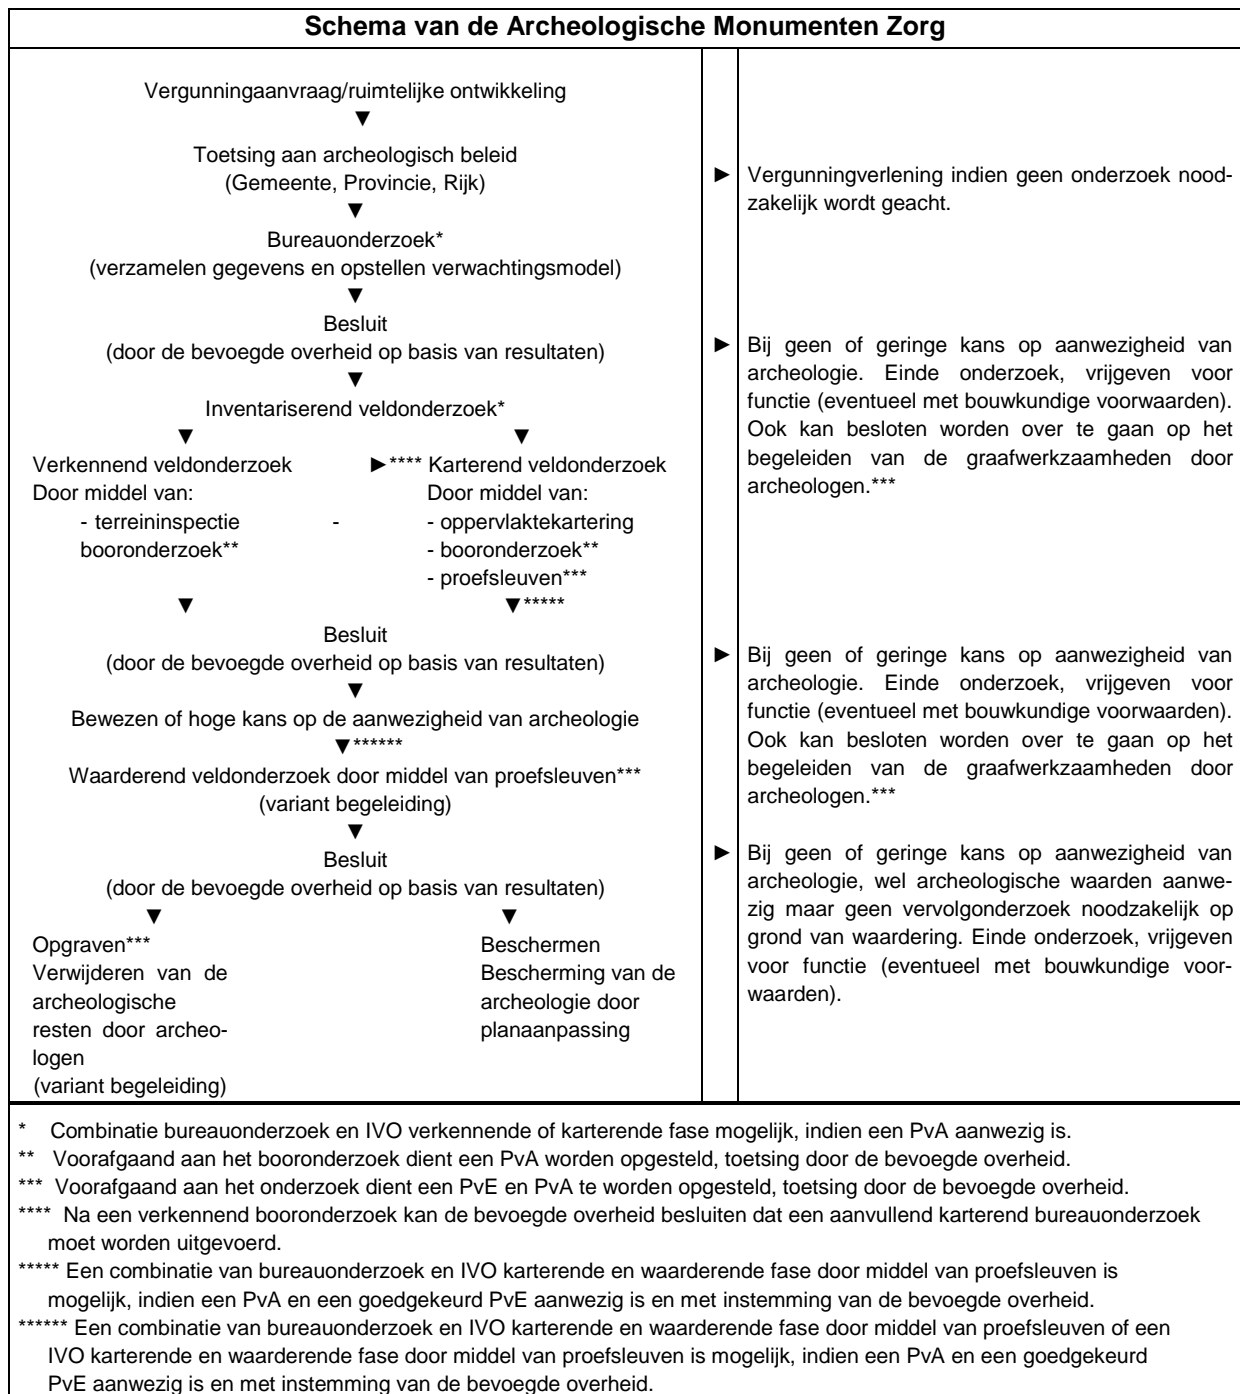 Schema van de Archeologische Monumenten Zorg
Vergunningaanvraag/ruimtelijke ontwikkeling
▼
Toetsing aan archeologisch beleid
(Gemeente, Provincie, Rijk)
▼
► Vergunningverlening indien geen onderzoek nood-
zakelijk wordt geacht.
Bureauonderzoek*
(verzamelen gegevens en opstellen verwachtingsmodel)
▼
Besluit
(door de bevoegde overheid op basis van resultaten)
▼
► Bij geen of geringe kans op aanwezigheid van
archeologie. Einde onderzoek, vrijgeven voor
functie (eventueel met bouwkundige voorwaarden).
Ook kan besloten worden over te gaan op het
begeleiden van de graafwerkzaamheden door
archeologen.***
Inventariserend veldonderzoek*
▼ ▼
Verkennend veldonderzoek ►**** Karterend veldonderzoek
Door middel van: Door middel van:
- terreininspectie - - oppervlaktekartering
booronderzoek** - booronderzoek**
- proefsleuven***
▼ ▼*****
Besluit
(door de bevoegde overheid op basis van resultaten)
▼
► Bij geen of geringe kans op aanwezigheid van
archeologie. Einde onderzoek, vrijgeven voor
functie (eventueel met bouwkundige voorwaarden).
Ook kan besloten worden over te gaan op het
begeleiden van de graafwerkzaamheden door
archeologen.***
Bewezen of hoge kans op de aanwezigheid van archeologie
▼******
Waarderend veldonderzoek door middel van proefsleuven***
(variant begeleiding)
▼
Besluit
(door de bevoegde overheid op basis van resultaten)
▼ ▼
► Bij geen of geringe kans op aanwezigheid van
archeologie, wel archeologische waarden aanwe-
zig maar geen vervolgonderzoek noodzakelijk op
grond van waardering. Einde onderzoek, vrijgeven
voor functie (eventueel met bouwkundige voor-
waarden).
Opgraven***
Verwijderen van de
archeologische
resten door archeo-
logen
(variant begeleiding)
Beschermen
Bescherming van de
archeologie door
planaanpassing
* Combinatie bureauonderzoek en IVO verkennende of karterende fase mogelijk, indien een PvA aanwezig is.
** Voorafgaand aan het booronderzoek dient een PvA worden opgesteld, toetsing door de bevoegde overheid.
*** Voorafgaand aan het onderzoek dient een PvE en PvA te worden opgesteld, toetsing door de bevoegde overheid.
**** Na een verkennend booronderzoek kan de bevoegde overheid besluiten dat een aanvullend karterend bureauonderzoek
moet worden uitgevoerd.
***** Een combinatie van bureauonderzoek en IVO karterende en waarderende fase door middel van proefsleuven is
mogelijk, indien een PvA en een goedgekeurd PvE aanwezig is en met instemming van de bevoegde overheid.
****** Een combinatie van bureauonderzoek en IVO karterende en waarderende fase door middel van proefsleuven of een
IVO karterende en waarderende fase door middel van proefsleuven is mogelijk, indien een PvA en een goedgekeurd
PvE aanwezig is en met instemming van de bevoegde overheid.